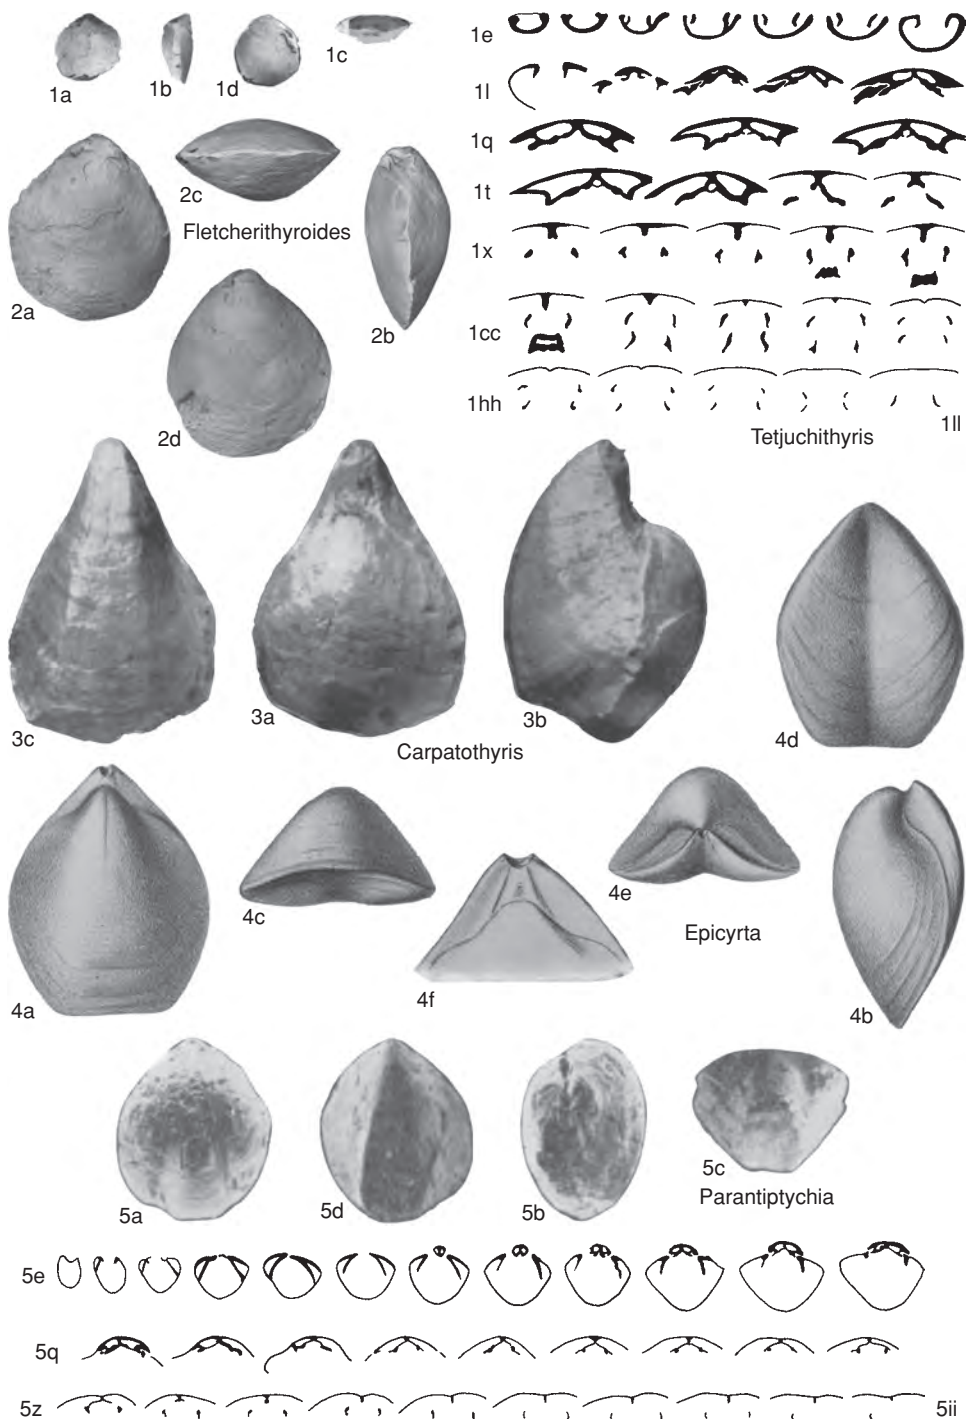 1a
1b
1d
1c
1e
1l
1q
1t
1x
1cc
1hh
1ll
Tetjuchithyris
2a
2c
Fletcherithyroides
2b
2d
3c
3a
3b
Carpatothyris
4d
4a
4c
4f
4e
Epicyrta
4b
5a
5d
5b
5c
Parantiptychia
5e
5q
5z
5ii